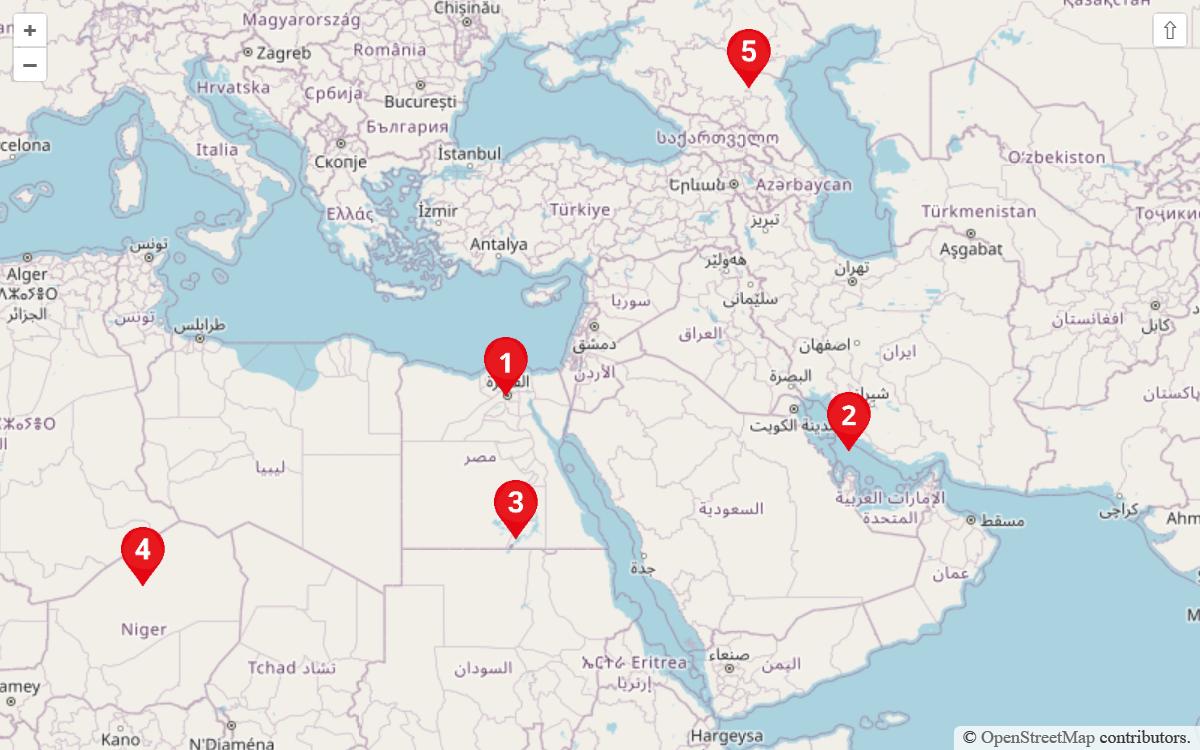 Қазақстан
Chișinău
+
−
⇧
Magyarország
Zagreb
România
5
Hrvatska
Србија
București
България
საქართველო
rcelona
Italia
Скопје
İstanbul
O'zbekiston
Երևան
Azərbaycan
Ελλάς
İzmir
Türkiye
تبریز
Türkmenistan
Тоҷикис
تونس
Antalya
Aşgabat
هەولێر
تهران
Alger
ⵍⵣⵣⴰⵢⴻⵔ
الجزائر
سوريا
سلێمانی
تونس
طرابلس
دمشق
العراق
اصفهان
ایران
افغانستان
کابل
1
القاهرة
الأردن
البصرة
شیراز
پاکستان
2
مدينة الكويت
ليبيا
مصر
3
السعودية
الإمارات العربية
المتحدة
مسقط
کراچی
Ahm
4
جدة
عمان
Niger
Tchad تشاد
السودان
ኤርትራ Eritrea
إرتريا
صنعاء
اليمن
amey
Kano
N'Djaména
Hargeysa
© OpenStreetMap contributors.